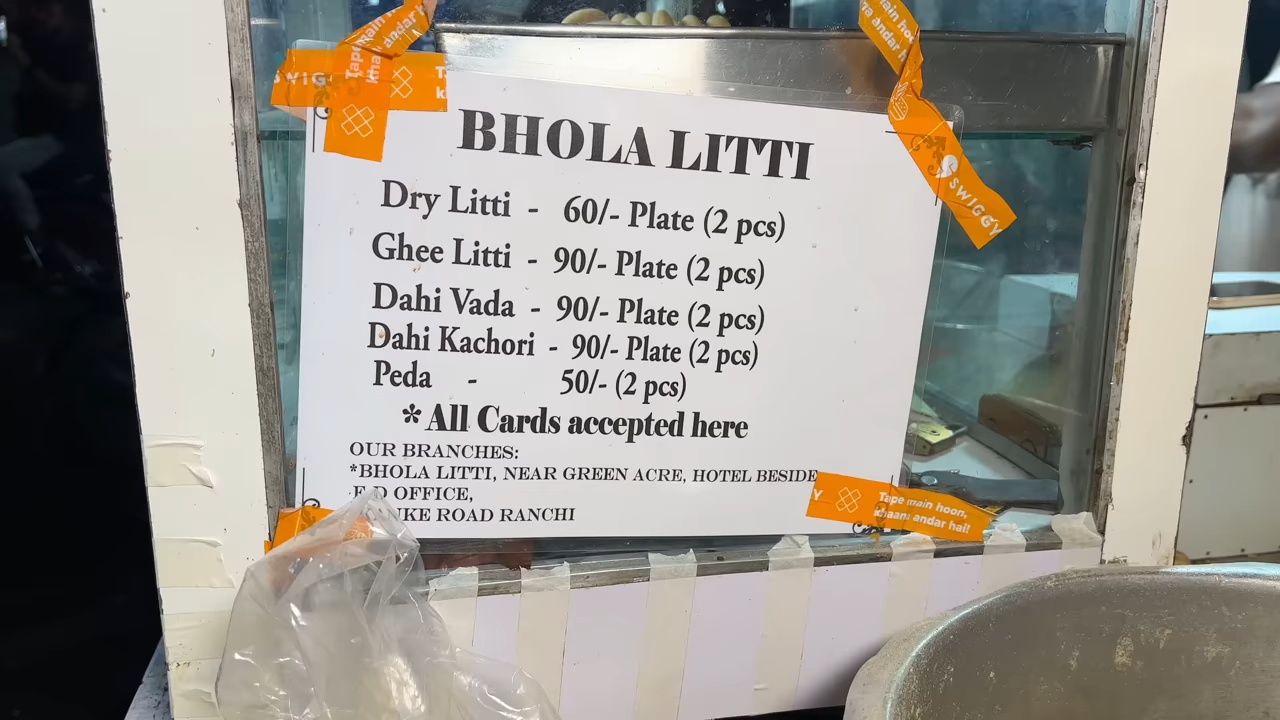 BHOLA LITTI
Dry Litti - 60/- Plate (2 pcs)
Ghee Litti - 90/- Plate (2 pcs)
Dahi Vada - 90/- Plate (2 pcs)
Dahi Kachori - 90/- Plate (2 pcs)
Peda - 50/- (2 pcs)
* All Cards accepted here
OUR BRANCHES:
*BHOLA LITTI, NEAR GREEN ACRE, HOTEL BESIDE
OFFICE,
ROAD RANCHI
SWIGGY
Tape main hoon,
khaana andar hai!